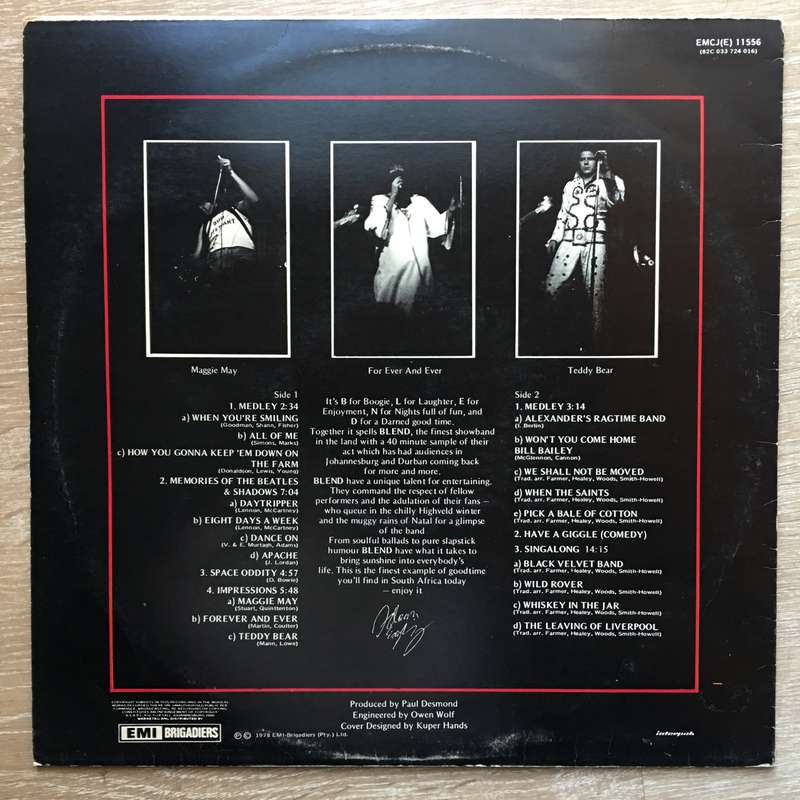 EMCJ(E) 11556
(62C 033 724 016)
Maggie May
For Ever And Ever
Teddy Bear
Side 1
1. MEDLEY 2:34
a) WHEN YOU'RE SMILING
(Goodman, Shann, Fisher)
b) ALL OF ME
(Simons, Marks)
c) HOW YOU GONNA KEEP 'EM DOWN ON
THE FARM
(Donaldson, Lewis, Young)
2. MEMORIES OF THE BEATLES
& SHADOWS 7:04
a) DAYTRIPPER
(Lennon, McCartney)
b) EIGHT DAYS A WEEK
(Lennon, McCartney)
c) DANCE ON
(V. & E. Murtagh, Adams)
d) APACHE
(J. Lordan)
3. SPACE ODDITY 4:57
(D. Bowie)
4. IMPRESSIONS 5:48
a) MAGGIE MAY
(Stuart, Quinttenton)
b) FOREVER AND EVER
(Martin, Coulter)
c) TEDDY BEAR
(Mann, Lowe)
It's B for Boogie, L for Laughter, E for
Enjoyment, N for Nights full of fun, and
D for a Darned good time.
Together it spells BLEND, the finest showband
in the land with a 40 minute sample of their
act which has had audiences in
Johannesburg and Durban coming back
for more and more.
BLEND have a unique talent for entertaining.
They command the respect of fellow
performers and the adulation of their fans —
who queue in the chilly Highveld winter
and the muggy rains of Natal for a glimpse
of the band
From soulful ballads to pure slapstick
humour BLEND have what it takes to
bring sunshine into everybody's
life. This is the finest example of goodtime
you'll find in South Africa today
— enjoy it
Side 2
1. MEDLEY 3:14
a) ALEXANDER'S RAGTIME BAND
(I. Berlin)
b) WON'T YOU COME HOME
BILL BAILEY
(McGlennon, Cannon)
c) WE SHALL NOT BE MOVED
(Trad. arr. Farmer, Healey, Woods, Smith-Howell)
d) WHEN THE SAINTS
(Trad. arr. Farmer, Healey, Woods, Smith-Howell)
e) PICK A BALE OF COTTON
(Trad. arr. Farmer, Healey, Woods, Smith-Howell)
2. HAVE A GIGGLE (COMEDY)
3. SINGALONG 14:15
a) BLACK VELVET BAND
(Trad. arr. Farmer, Healey, Woods, Smith-Howell)
b) WILD ROVER
(Trad. arr. Farmer, Healey, Woods, Smith-Howell)
c) WHISKEY IN THE JAR
(Trad. arr. Farmer, Healey, Woods, Smith-Howell)
d) THE LEAVING OF LIVERPOOL
(Trad. arr. Farmer, Healey, Woods, Smith-Howell)
Produced by Paul Desmond
Engineered by Owen Wolf
Cover Designed by Kuper Hands
MARKETED AND DISTRIBUTED BY
EMI BRIGADIERS
℗ © 1978 EMI-Brigadiers (Pty.) Ltd.
interpak